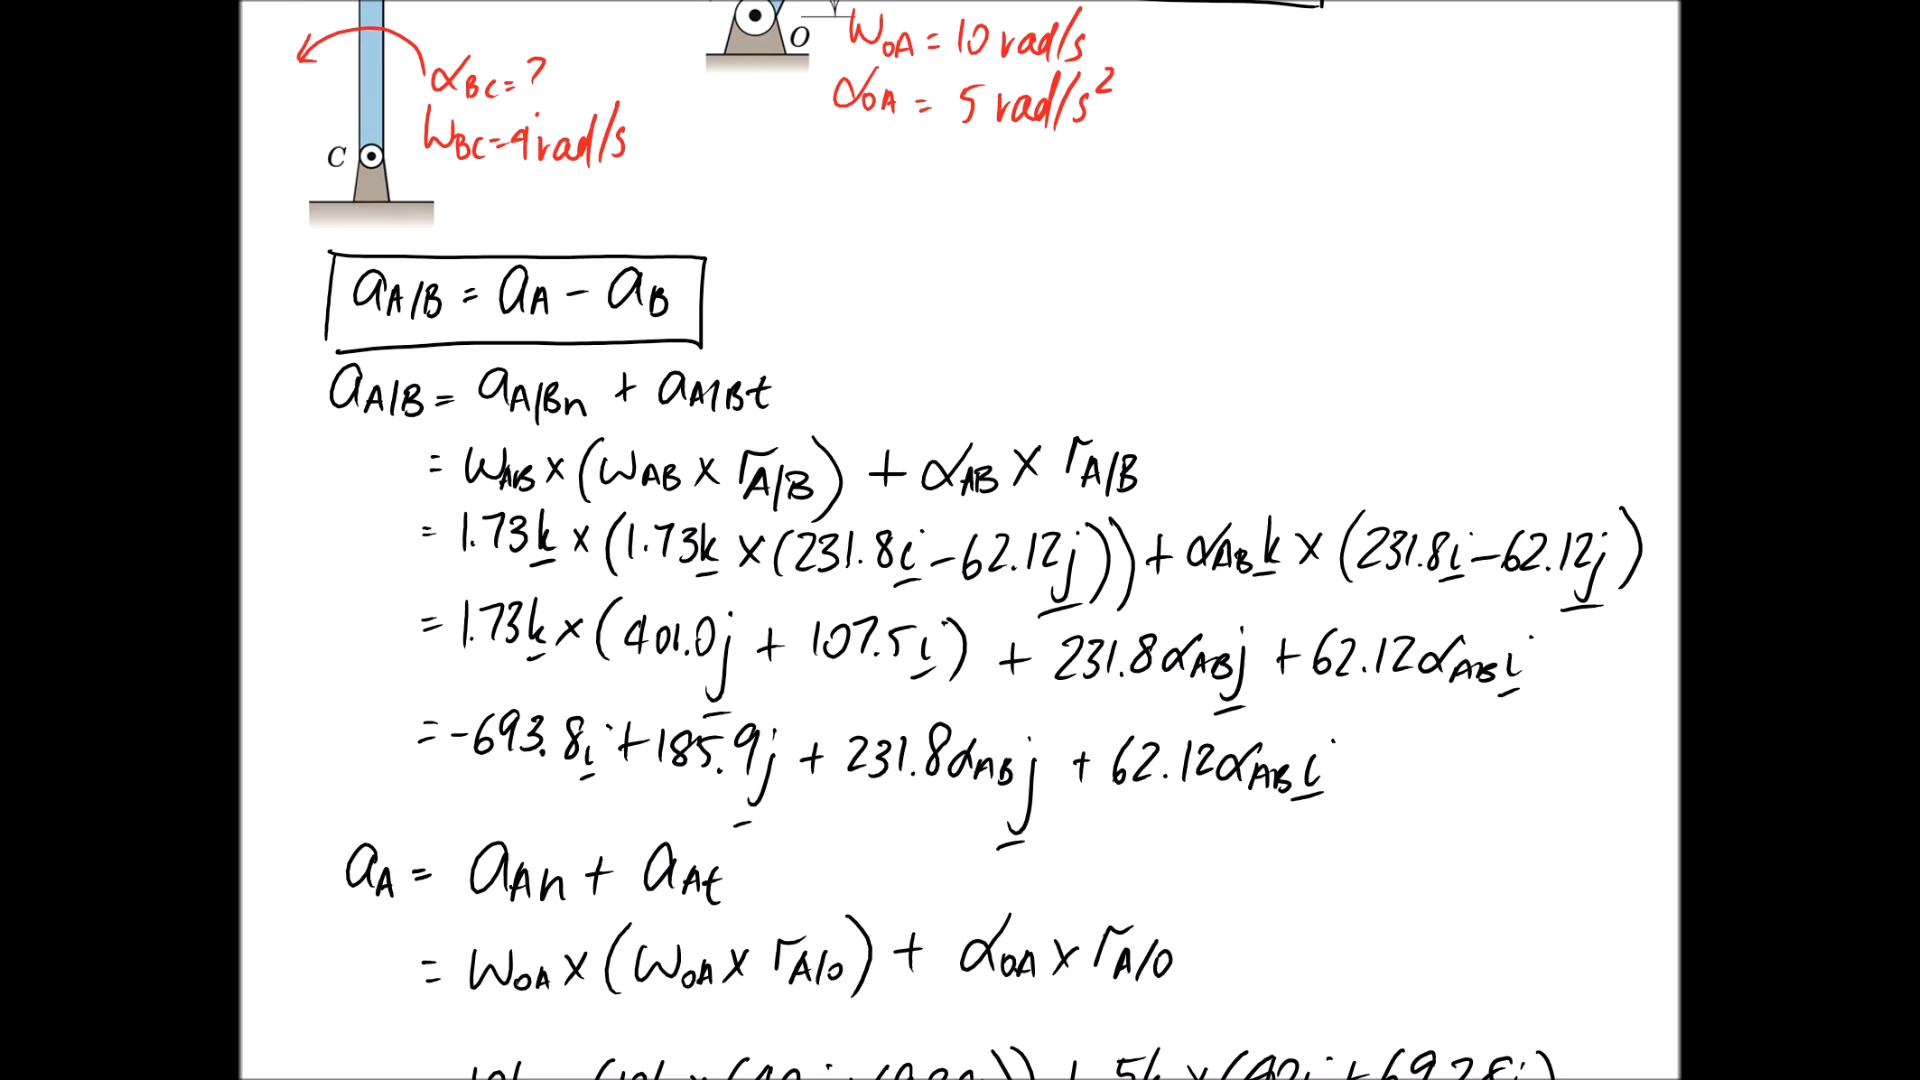 O
ω_OA = 10 rad/s
α_OA = 5 rad/s²
α_BC = ?
ω_BC = 4 rad/s
C
a_A/B = a_A - a_B
a_A/B = a_A/Bn + a_A/Bt
= ω_AB × (ω_AB × r_A/B) + α_AB × r_A/B
= 1.73k × (1.73k × (231.8i - 62.12j)) + α_AB k × (231.8i - 62.12j)
= 1.73k × (401.0j + 107.5i) + 231.8α_AB j + 62.12α_AB i
= -693.8i + 185.9j + 231.8α_AB j + 62.12α_AB i
a_A = a_An + a_At
= ω_OA × (ω_OA × r_A/O) + α_OA × r_A/O